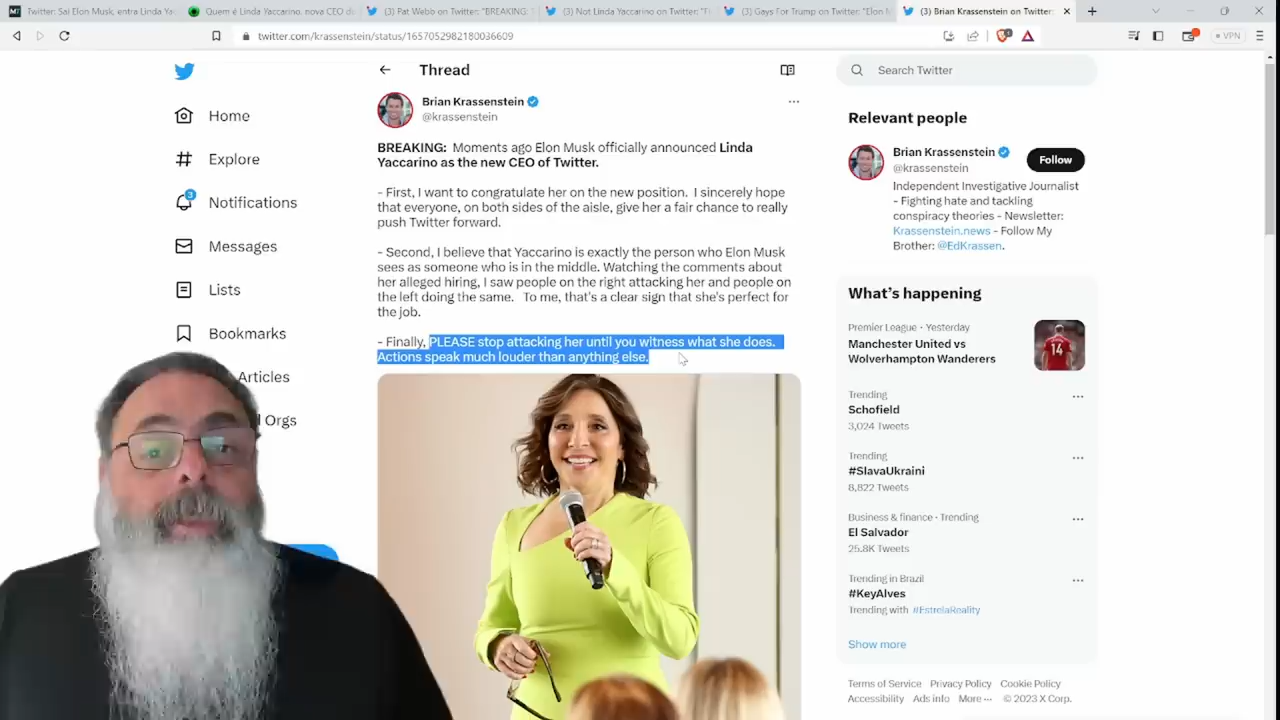 Twitter: Sai Elon Musk, entra Linda Ya
Quem é Linda Yaccarino, nova CEO d
(3) Pat Webb on Twitter: "BREAKING:
(3) Not Linda Yaccarino on Twitter:
(3) Gays For Trump on Twitter: "Elon M
(3) Brian Krassenstein on Twitter:
twitter.com/krassenstein/status/1657052982180036609
VPN
Home
Explore
3
Notifications
Messages
Lists
Bookmarks
Articles
Orgs
Thread
Brian Krassenstein
@krassenstein
BREAKING: Moments ago Elon Musk officially announced Linda
Yaccarino as the new CEO of Twitter.
- First, I want to congratulate her on the new position. I sincerely hope
that everyone, on both sides of the aisle, give her a fair chance to really
push Twitter forward.
- Second, I believe that Yaccarino is exactly the person who Elon Musk
sees as someone who is in the middle. Watching the comments about
her alleged hiring, I saw people on the right attacking her and people on
the left doing the same. To me, that's a clear sign that she's perfect for
the job.
- Finally, PLEASE stop attacking her until you witness what she does.
Actions speak much louder than anything else.
Search Twitter
Relevant people
Brian Krassenstein
@krassenstein
Follow
Independent Investigative Journalist
- Fighting hate and tackling
conspiracy theories - Newsletter:
Krassenstein.news - Follow My
Brother: @EdKrassen.
What's happening
Premier League · Yesterday
Manchester United vs
Wolverhampton Wanderers
14
Trending
Schofield
3,024 Tweets
Trending
#SlavaUkraini
8,822 Tweets
Business & finance · Trending
El Salvador
25.8K Tweets
Trending in Brazil
#KeyAlves
Trending with #EstrelaReality
Show more
Terms of Service Privacy Policy Cookie Policy
Accessibility Ads info More ··· © 2023 X Corp.